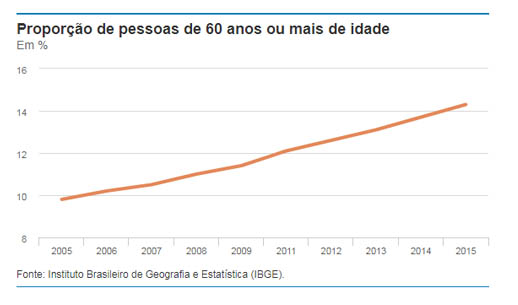 Proporção de pessoas de 60 anos ou mais de idade
Em %
16
14
12
10
8
2005 2006 2007 2008 2009 2011 2012 2013 2014 2015
Fonte: Instituto Brasileiro de Geografia e Estatística (IBGE).